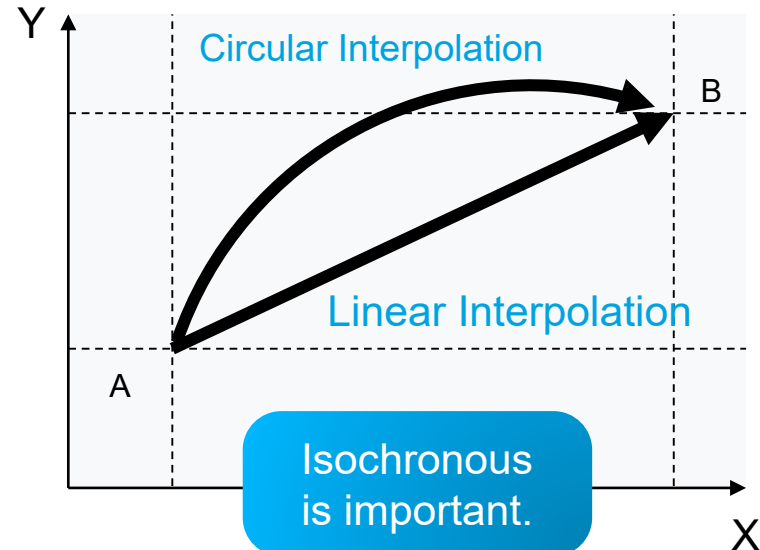 Y
Circular Interpolation
B
Linear Interpolation
A
Isochronous
is important.
X